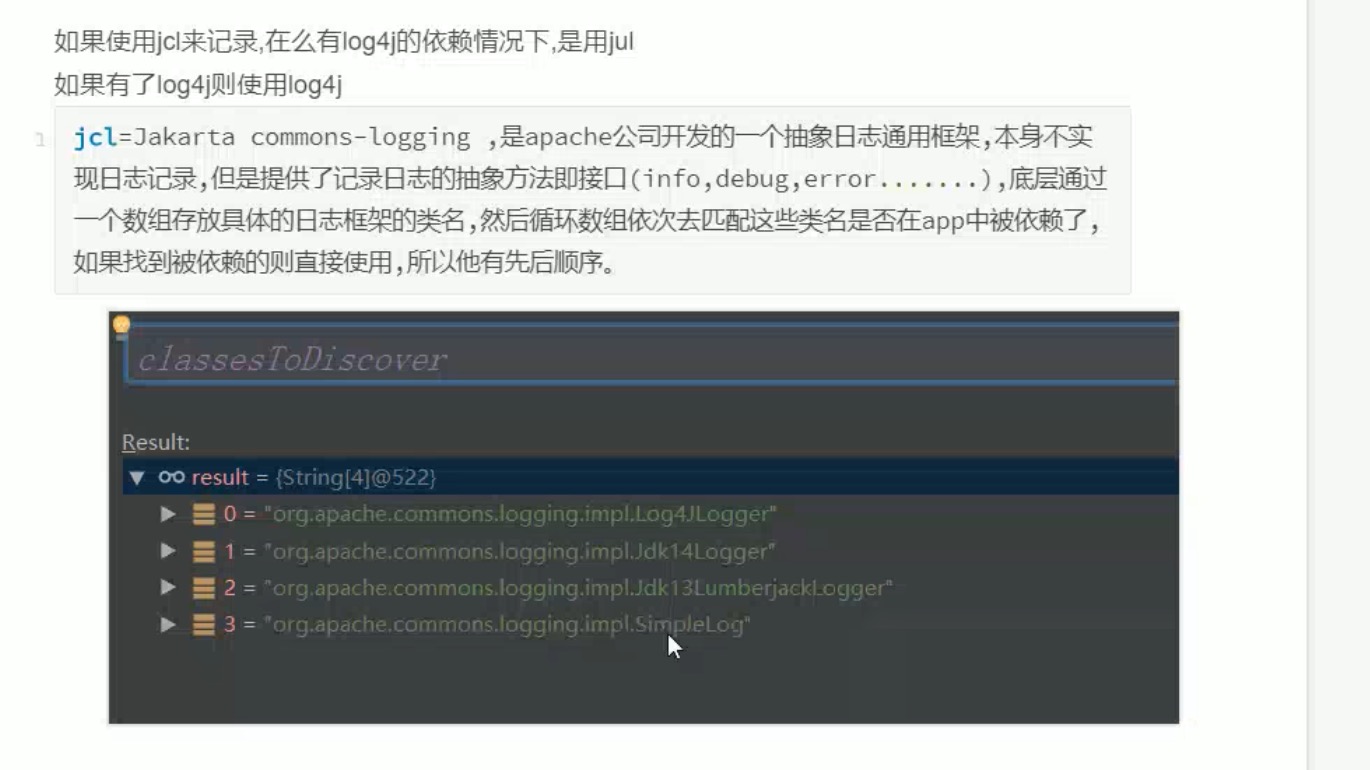 如果使用jcl来记录,在么有log4j的依赖情况下,是用jul
如果有了log4j则使用log4j
1
jcl=Jakarta commons-logging ,是apache公司开发的一个抽象日志通用框架,本身不实
现日志记录,但是提供了记录日志的抽象方法即接口(info,debug,error.......),底层通过
一个数组存放具体的日志框架的类名,然后循环数组依次去匹配这些类名是否在app中被依赖了,
如果找到被依赖的则直接使用,所以他有先后顺序。
classesToDiscover
Result:
result = {String[4]@522}
0 = "org.apache.commons.logging.impl.Log4JLogger"
1 = "org.apache.commons.logging.impl.Jdk14Logger"
2 = "org.apache.commons.logging.impl.Jdk13LumberjackLogger"
3 = "org.apache.commons.logging.impl.SimpleLog"